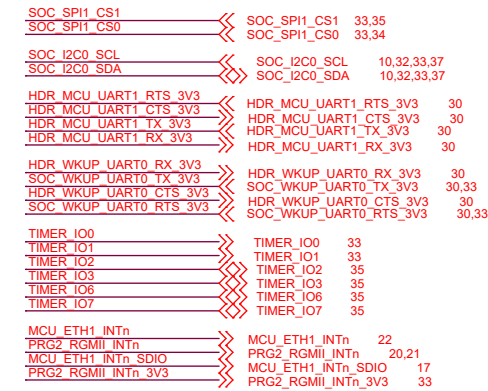 SOC_SPI1_CS1 SOC_SPI1_CS1 33,35
SOC_SPI1_CS0 SOC_SPI1_CS0 33,34
SOC_I2C0_SCL SOC_I2C0_SCL 10,32,33,37
SOC_I2C0_SDA SOC_I2C0_SDA 10,32,33,37
HDR_MCU_UART1_RTS_3V3 HDR_MCU_UART1_RTS_3V3 30
HDR_MCU_UART1_CTS_3V3 HDR_MCU_UART1_CTS_3V3 30
HDR_MCU_UART1_TX_3V3 HDR_MCU_UART1_TX_3V3 30
HDR_MCU_UART1_RX_3V3 HDR_MCU_UART1_RX_3V3 30
HDR_WKUP_UART0_RX_3V3 HDR_WKUP_UART0_RX_3V3 30
SOC_WKUP_UART0_TX_3V3 SOC_WKUP_UART0_TX_3V3 30,33
HDR_WKUP_UART0_CTS_3V3 HDR_WKUP_UART0_CTS_3V3 30
SOC_WKUP_UART0_RTS_3V3 SOC_WKUP_UART0_RTS_3V3 30,33
TIMER_IO0 TIMER_IO0 33
TIMER_IO1 TIMER_IO1 33
TIMER_IO2 TIMER_IO2 35
TIMER_IO3 TIMER_IO3 35
TIMER_IO6 TIMER_IO6 35
TIMER_IO7 TIMER_IO7 35
MCU_ETH1_INTn MCU_ETH1_INTn 22
PRG2_RGMII_INTn PRG2_RGMII_INTn 20,21
MCU_ETH1_INTn_SDIO MCU_ETH1_INTn_SDIO 17
PRG2_RGMII_INTn_3V3 PRG2_RGMII_INTn_3V3 33